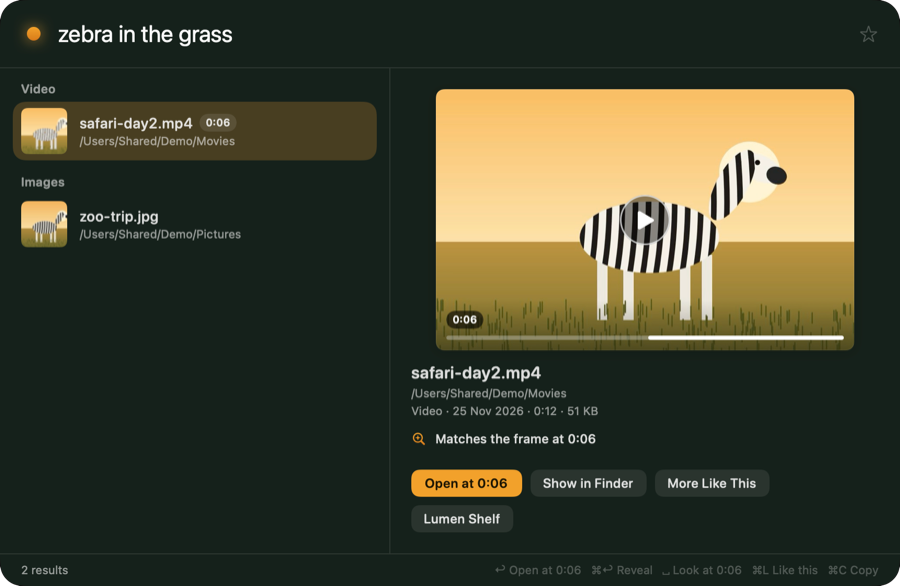 zebra in the grass
Video
safari-day2.mp4 0:06
/Users/Shared/Demo/Movies
Images
zoo-trip.jpg
/Users/Shared/Demo/Pictures
0:06
safari-day2.mp4
/Users/Shared/Demo/Movies
Video · 25 Nov 2026 · 0:12 · 51 KB
Matches the frame at 0:06
Open at 0:06 Show in Finder More Like This
Lumen Shelf
2 results ↩ Open at 0:06 ⌘↩ Reveal ⎵ Look at 0:06 ⌘L Like this ⌘C Copy